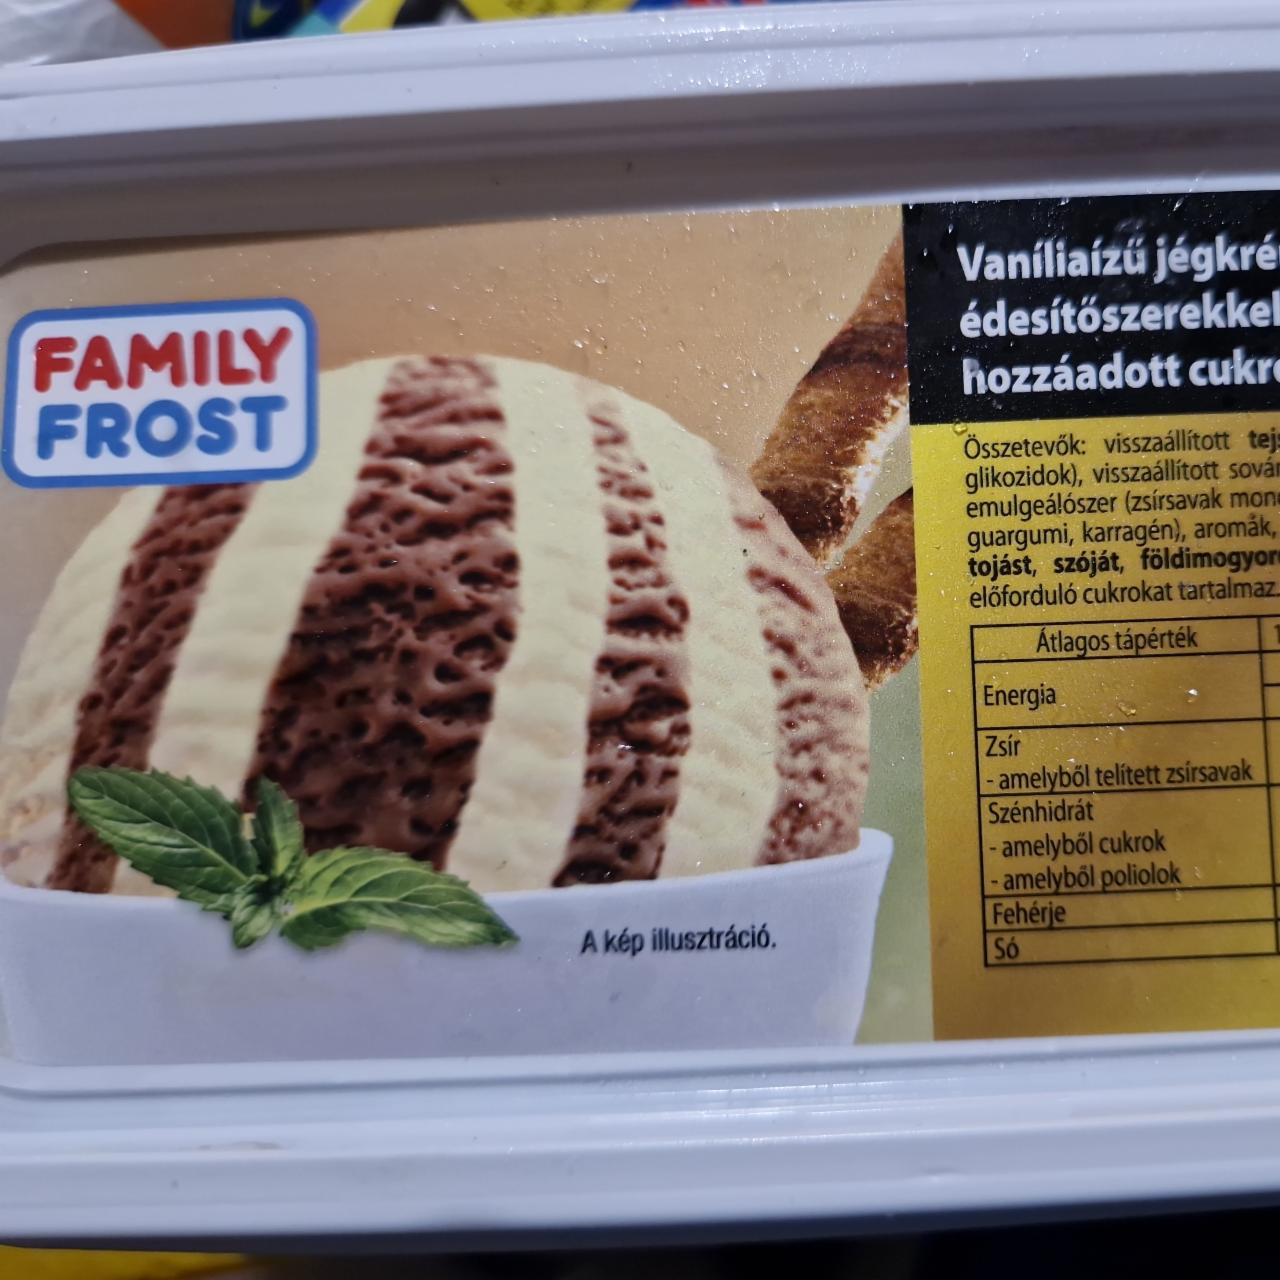 FAMILY
FROST
A kép illusztráció.
Vaníliaízű jégkré
édesítőszerekkel
hozzáadott cukr
Összetevők: visszaállított tejs
glikozidok), visszaállított sovár
emulgeálószer (zsírsavak mono
guargumi, karragén), aromák,
tojást, szóját, földimogyor
előforduló cukrokat tartalmaz.
Átlagos tápérték
Energia
Zsír
- amelyből telített zsírsavak
Szénhidrát
- amelyből cukrok
- amelyből poliolok
Fehérje
Só